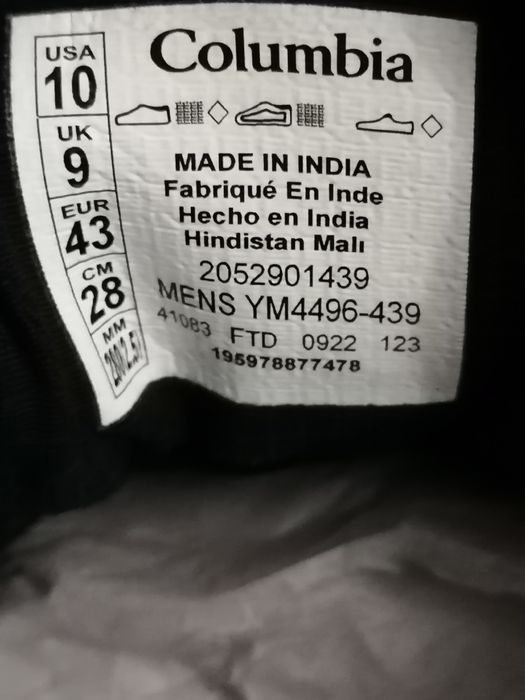 USA
10
UK
9
EUR
43
CM
28
MM
Columbia
MADE IN INDIA
Fabriqué En Inde
Hecho en India
Hindistan Malı
2052901439
MENS YM4496-439
41083 FTD 0922 123
195978877478